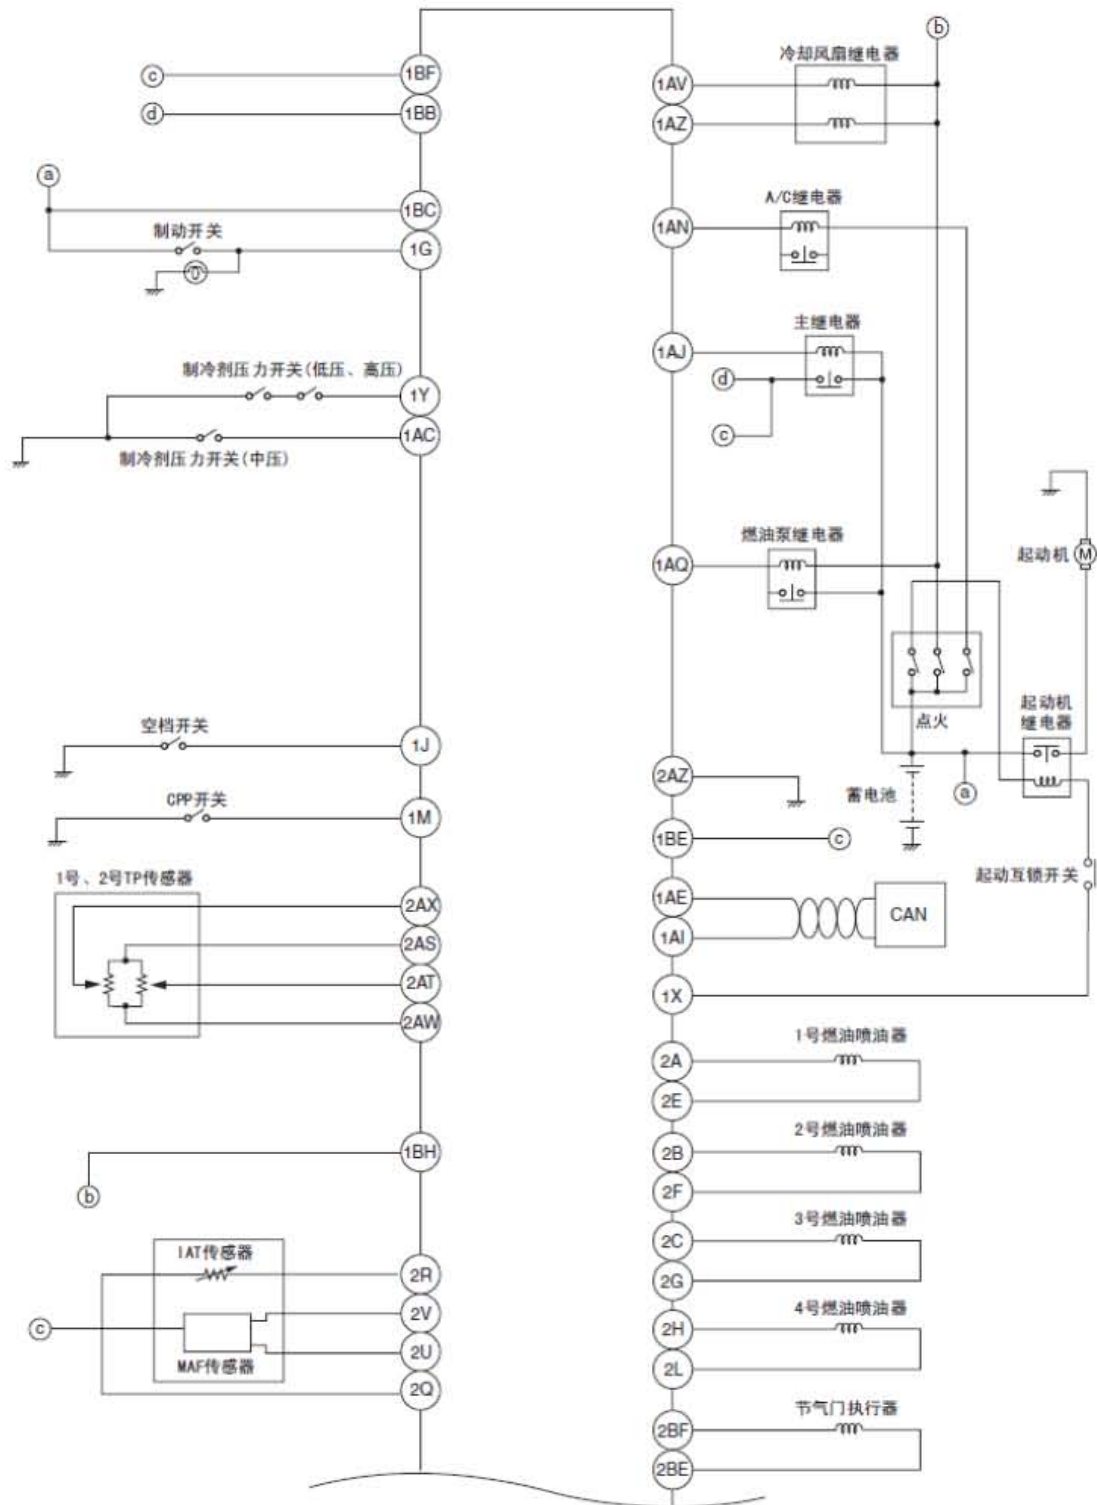 ⓑ
冷却风扇继电器
ⓒ
1BF
1AV
ⓓ
1BB
1AZ
ⓐ
A/C继电器
1BC
1AN
制动开关
1G
主继电器
1AJ
制冷剂压力开关(低压、高压)
ⓓ
1Y
1AC
ⓒ
制冷剂压力开关(中压)
燃油泵继电器
起动机
M
1AQ
起动机
继电器
点火
空档开关
1J
2AZ
蓄电池
ⓐ
CPP开关
1M
1BE
ⓒ
1号、2号TP传感器
起动互锁开关
2AX
1AE
CAN
2AS
1AI
2AT
1X
2AW
1号燃油喷油器
2A
2E
2号燃油喷油器
1BH
2B
ⓑ
2F
3号燃油喷油器
2C
IAT传感器
2R
2G
4号燃油喷油器
2V
ⓒ
2H
2U
MAF传感器
2L
2Q
节气门执行器
2BF
2BE